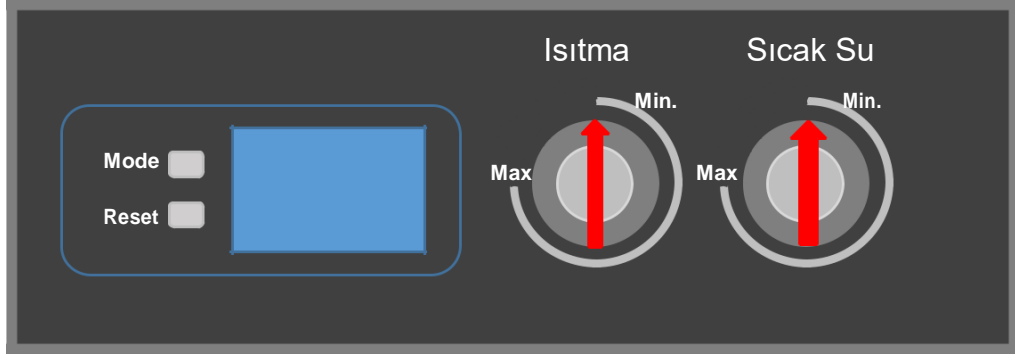 Isıtma
Sıcak Su
Min.
Min.
Mode
Max
Max
Reset